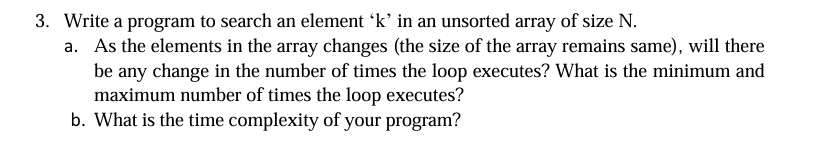 3. Write a program to search an element ‘k’ in an unsorted array of size N.
a. As the elements in the array changes (the size of the array remains same), will there
be any change in the number of times the loop executes? What is the minimum and
maximum number of times the loop executes?
b. What is the time complexity of your program?